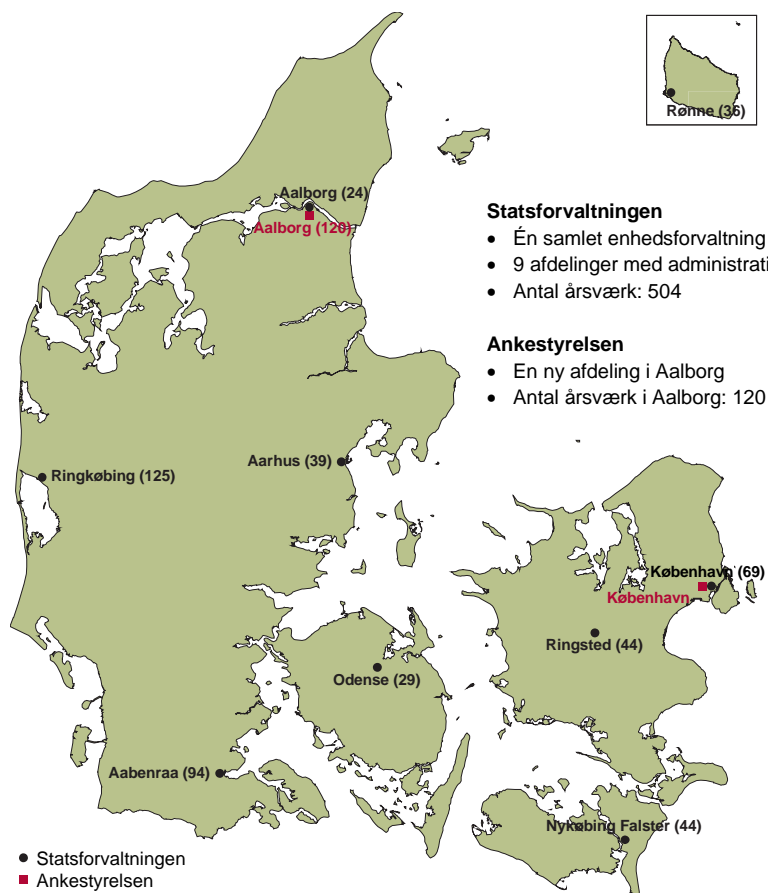 Rønne (36)
Aalborg (24)
Aalborg (120)
Statsforvaltningen
• Én samlet enhedsforvaltning
• 9 afdelinger med administrati
• Antal årsværk: 504
Ankestyrelsen
• En ny afdeling i Aalborg
• Antal årsværk i Aalborg: 120
Aarhus (39)
Ringkøbing (125)
København (69)
København
Ringsted (44)
Odense (29)
Aabenraa (94)
Nykøbing Falster (44)
Statsforvaltningen
Ankestyrelsen